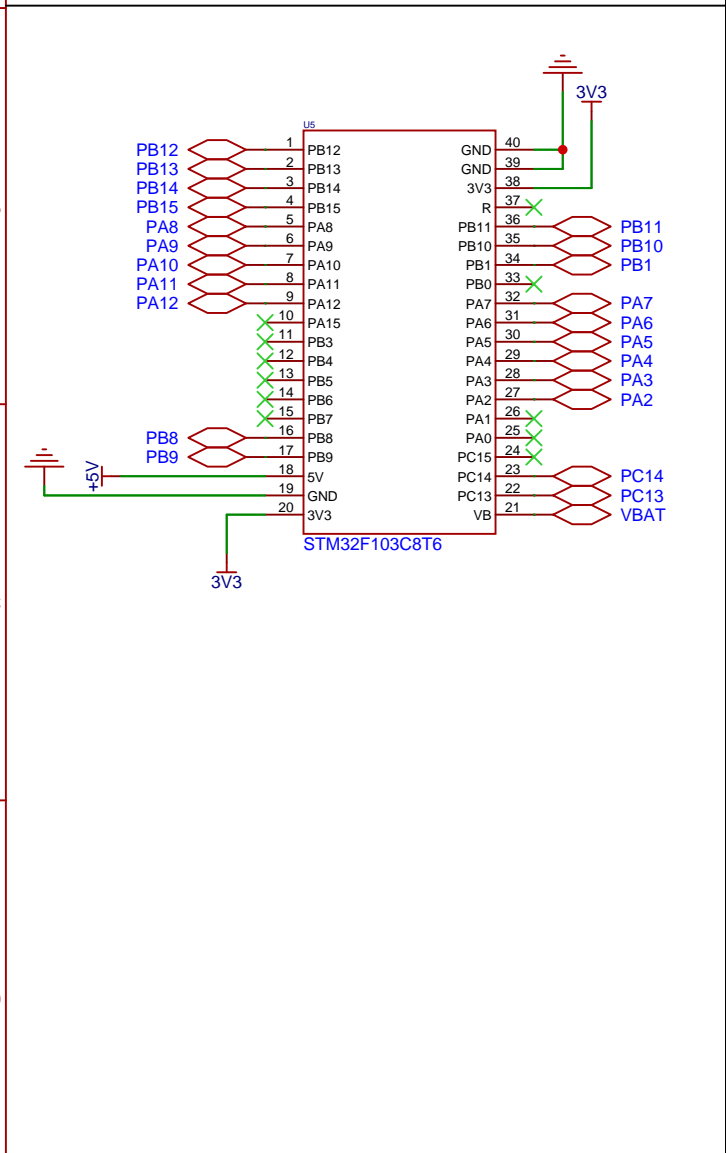 3V3
U5
PB12 1 PB12 GND 40
PB13 2 PB13 GND 39
PB14 3 PB14 3V3 38
PB15 4 PB15 R 37
PA8 5 PA8 PB11 36 PB11
PA9 6 PA9 PB10 35 PB10
PA10 7 PA10 PB1 34 PB1
PA11 8 PA11 PB0 33
PA12 9 PA12 PA7 32 PA7
10 PA15 PA6 31 PA6
11 PB3 PA5 30 PA5
12 PB4 PA4 29 PA4
13 PB5 PA3 28 PA3
14 PB6 PA2 27 PA2
15 PB7 PA1 26
PB8 16 PB8 PA0 25
PB9 17 PB9 PC15 24
+5V 18 5V PC14 23 PC14
19 GND PC13 22 PC13
20 3V3 VB 21 VBAT
STM32F103C8T6
3V3